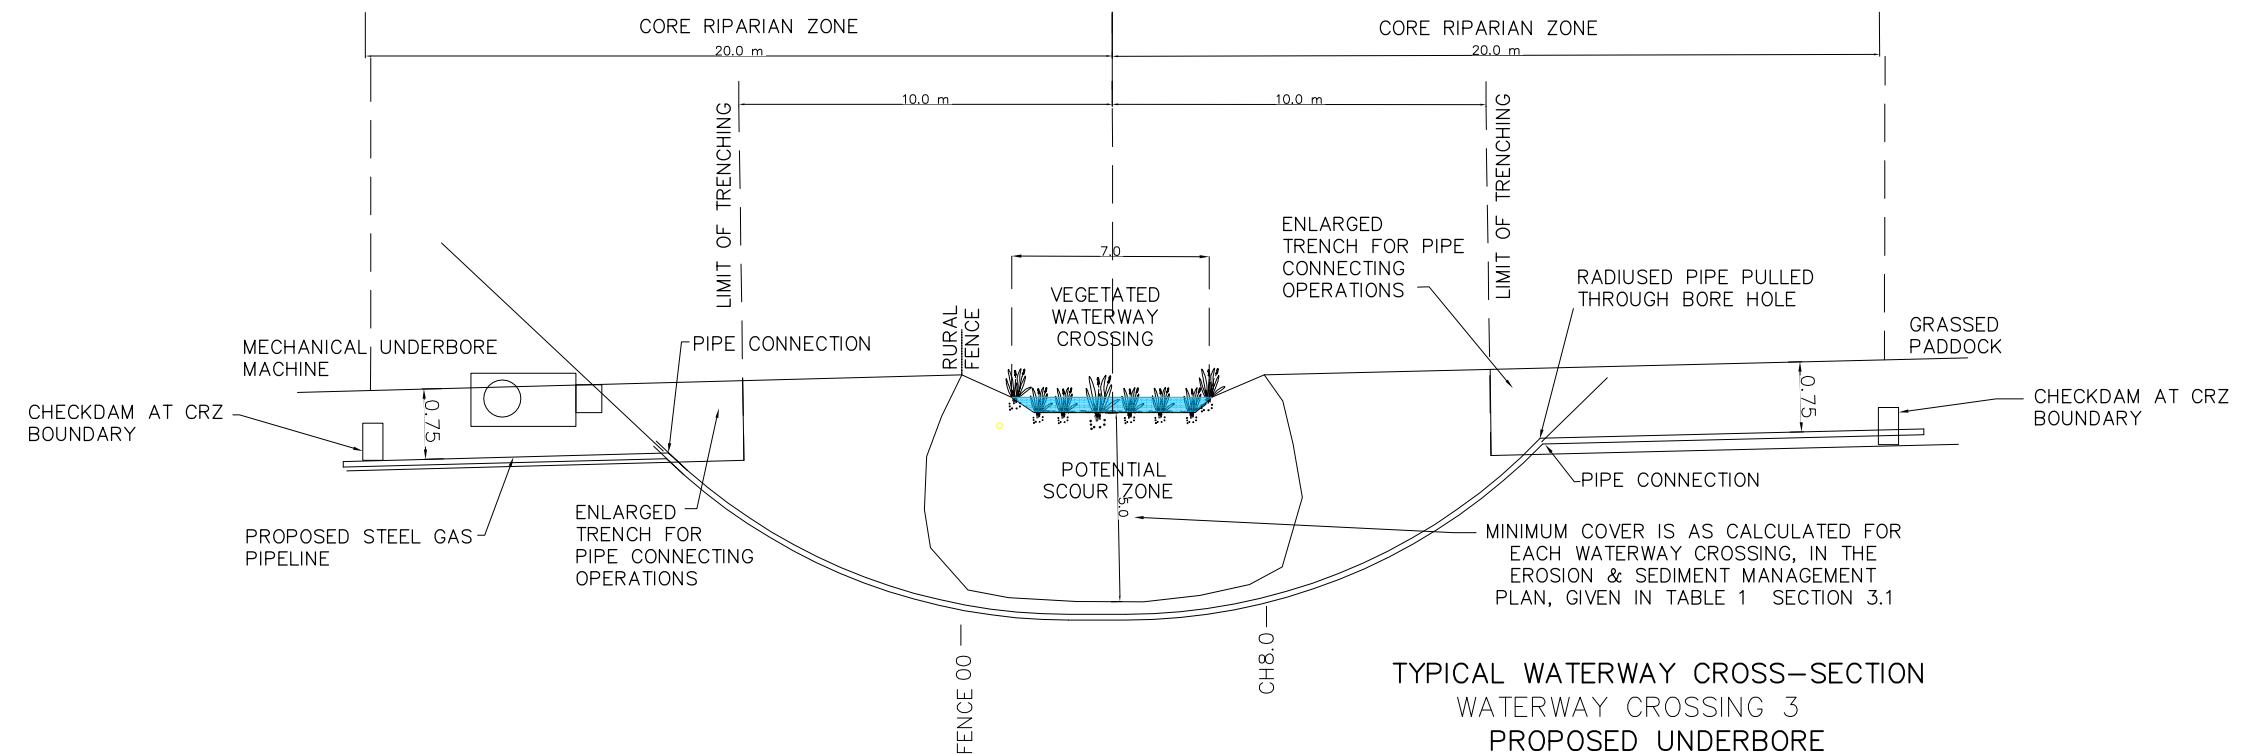 CORE RIPARIAN ZONE
CORE RIPARIAN ZONE
20.0 m
20.0 m
10.0 m
10.0 m
LIMIT OF TRENCHING
LIMIT OF TRENCHING
ENLARGED
TRENCH FOR PIPE
CONNECTING
OPERATIONS
7.0
VEGETATED
WATERWAY
CROSSING
RADIUSED PIPE PULLED
THROUGH BORE HOLE
RURAL
FENCE
GRASSED
PADDOCK
MECHANICAL UNDERBORE
MACHINE
PIPE CONNECTION
0.75
0.75
CHECKDAM AT CRZ
BOUNDARY
CHECKDAM AT CRZ
BOUNDARY
POTENTIAL
SCOUR ZONE
5.0
PIPE CONNECTION
PROPOSED STEEL GAS
PIPELINE
ENLARGED
TRENCH FOR
PIPE CONNECTING
OPERATIONS
MINIMUM COVER IS AS CALCULATED FOR
EACH WATERWAY CROSSING, IN THE
EROSION & SEDIMENT MANAGEMENT
PLAN, GIVEN IN TABLE 1 SECTION 3.1
FENCE 00
CH8.0
TYPICAL WATERWAY CROSS-SECTION
WATERWAY CROSSING 3
PROPOSED UNDERBORE